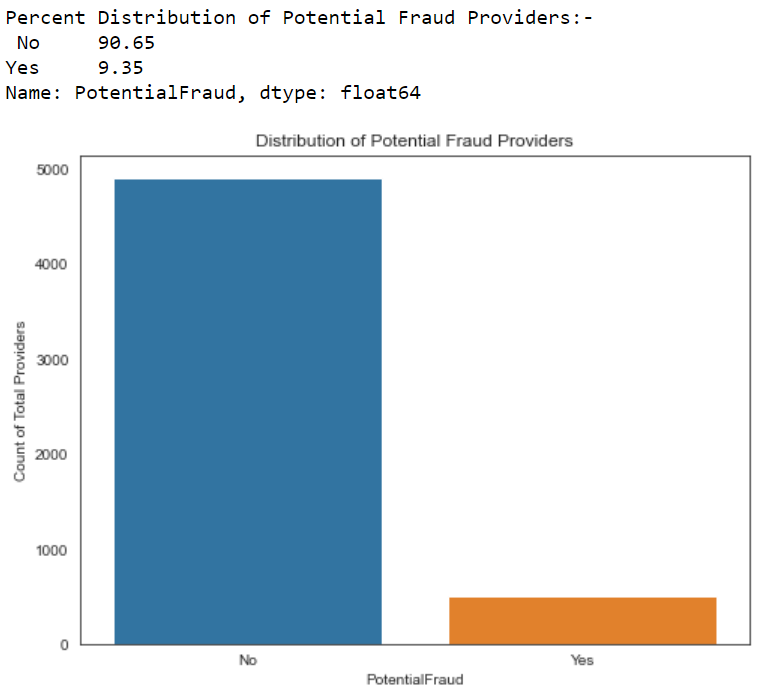 Percent Distribution of Potential Fraud Providers:-
No 90.65
Yes 9.35
Name: PotentialFraud, dtype: float64
Distribution of Potential Fraud Providers
5000
4000
3000
2000
1000
0
Count of Total Providers
No Yes
PotentialFraud